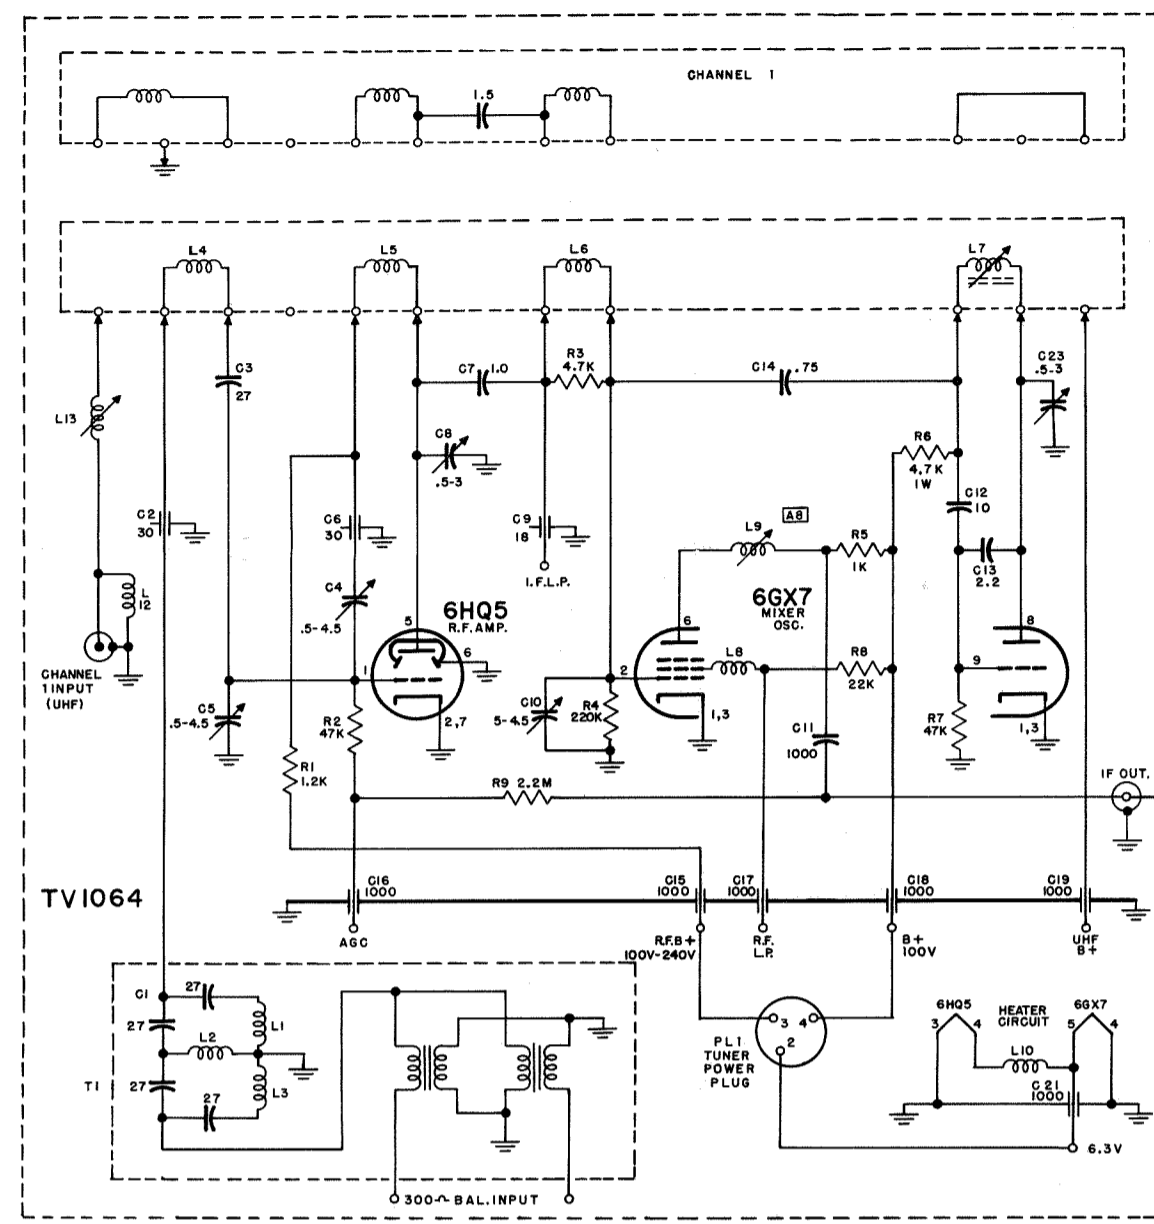 CHANNEL 1
1.5
L4
L5
L6
L7
C3
27
C7 1.0
R3
4.7K
C14 .75
C23
.5-3
L13
C8
.5-3
R6
4.7K
1W
C2
30
C6
30
C9
18
I.F.L.P.
L9
A8
R5
1K
C12
10
C13
2.2
L
12
C4
.5-4.5
5
6HQ5
R.F. AMP.
6
1
2,7
6
6GX7
MIXER
OSC.
L8
2
1,3
R8
22K
8
9
1,3
CHANNEL
1 INPUT
(UHF)
C5
.5-4.5
R2
47K
C10
5-4.5
R4
220K
C11
1000
R7
47K
R1
1.2K
R9 2.2M
IF OUT.
TV1064
C16
1000
C15
1000
C17
1000
C18
1000
C19
1000
AGC
R.F.B+
100V-240V
R.F.
L.P.
B+
100V
UHF
B+
C1
27
27
L1
L2
T1
27
27
L3
300-Ω BAL. INPUT
3
4
2
PL1
TUNER
POWER
PLUG
6HQ5
HEATER
CIRCUIT
6GX7
3
4
5
4
L10
C21
1000
6.3V